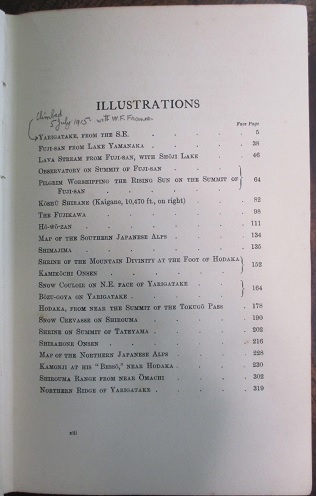 ILLUSTRATIONS
Climbed
5 July 1915 with W.F.
Face Page
YARIGATAKE, FROM THE S.E. 5
FUJI-SAN FROM LAKE YAMANAKA 38
LAVA STREAM FROM FUJI-SAN, WITH SHŌJI LAKE 46
OBSERVATORY ON SUMMIT OF FUJI-SAN
PILGRIM WORSHIPPING THE RISING SUN ON THE SUMMIT OF 64
FUJI-SAN
KŌSHŪ SHIRANE (Kaigane, 10,470 ft., on right) 82
THE FUJIKAWA 98
HŌ-WŌ-ZAN 111
MAP OF THE SOUTHERN JAPANESE ALPS 134
SHIMAJIMA 135
SHRINE OF THE MOUNTAIN DIVINITY AT THE FOOT OF HODAKA 152
KAMIKŌCHI ONSEN
SNOW COULOIR ON N.E. FACE OF YARIGATAKE 164
BŌZU-GOYA ON YARIGATAKE
HODAKA, FROM NEAR THE SUMMIT OF THE TOKUGŌ PASS 178
SNOW CREVASSE ON SHIROUMA 190
SHRINE ON SUMMIT OF TATEYAMA 202
SHIRAHONE ONSEN 216
MAP OF THE NORTHERN JAPANESE ALPS 228
KAMONJI AT HIS "BESSŌ," NEAR HODAKA 230
SHIROUMA RANGE FROM NEAR ŌMACHI 302
NORTHERN RIDGE OF YARIGATAKE 319
xiii